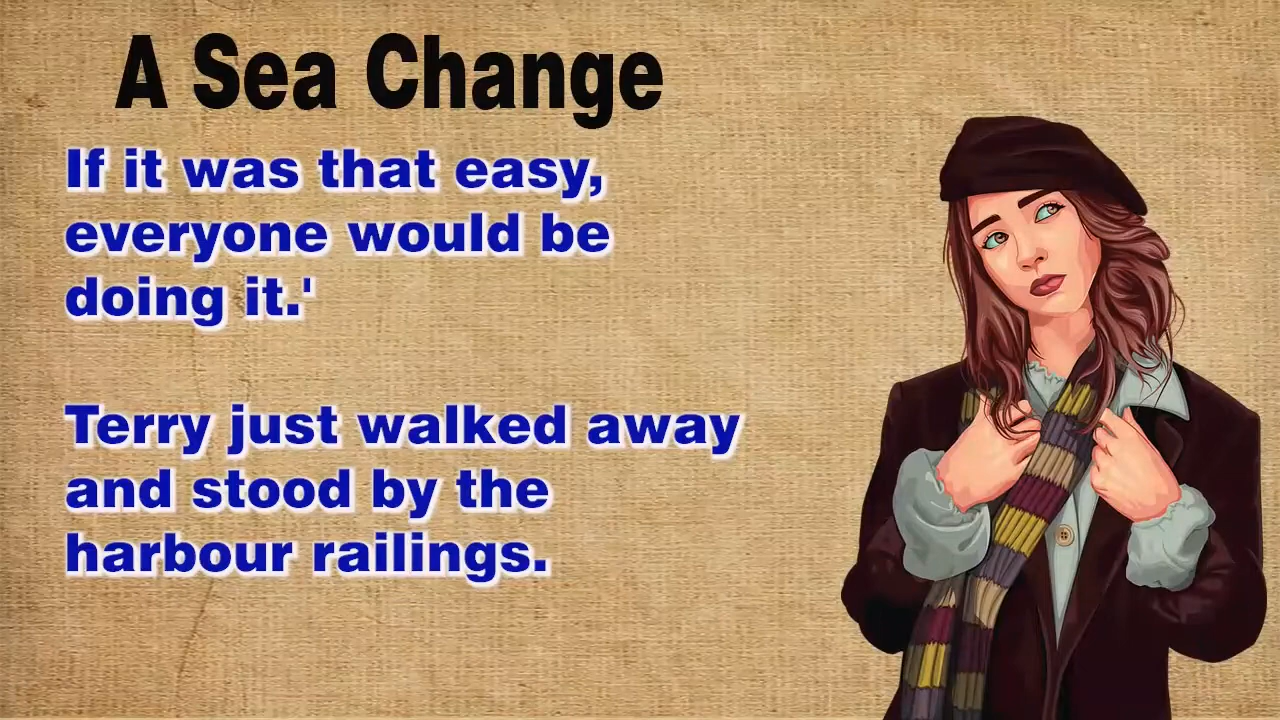 A Sea Change
If it was that easy,
everyone would be
doing it.'
Terry just walked away
and stood by the
harbour railings.